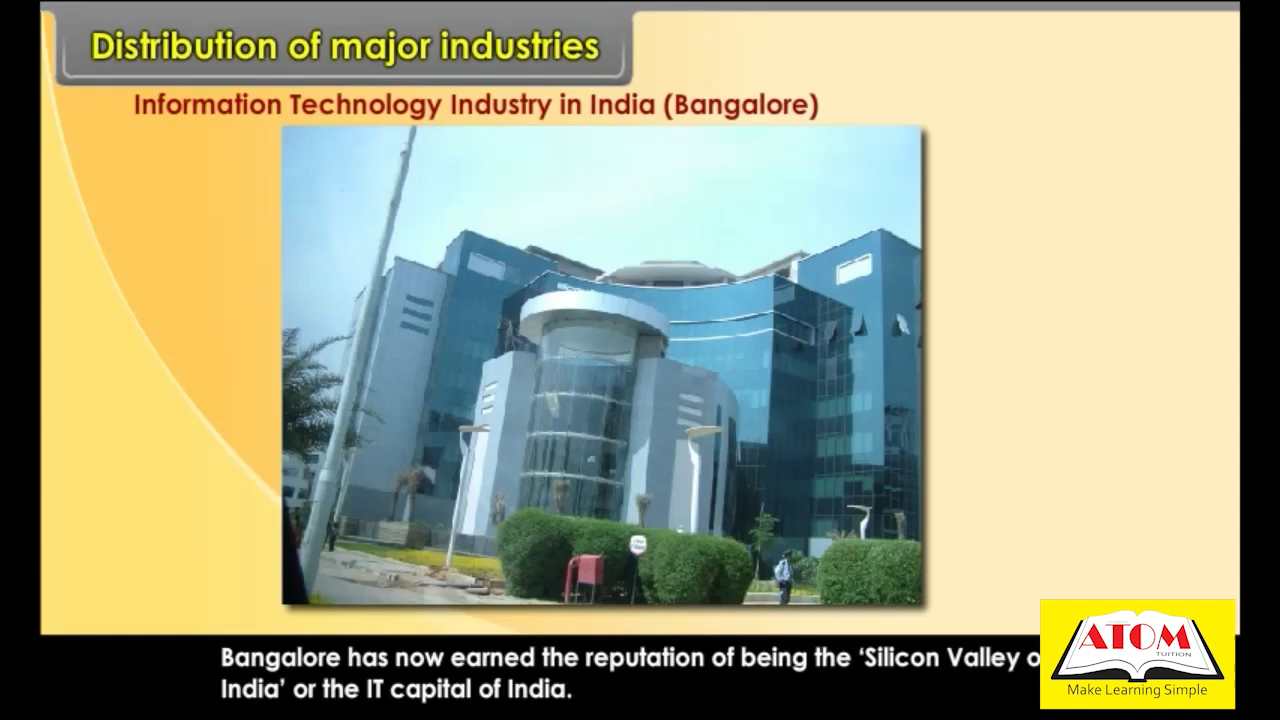 Distribution of major industries
Information Technology Industry in India (Bangalore)
Bangalore has now earned the reputation of being the ‘Silicon Valley
India’ or the IT capital of India.
ATOM
TUITION
Make Learning Simple